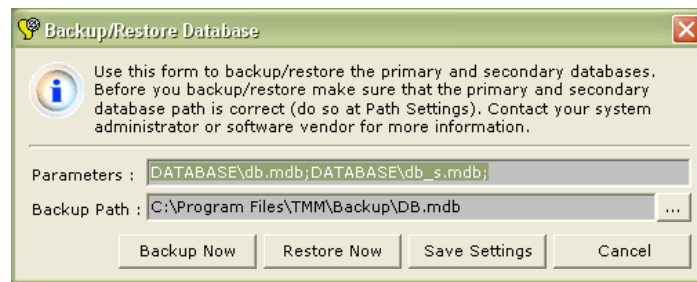 Backup/Restore Database
Use this form to backup/restore the primary and secondary databases.
Before you backup/restore make sure that the primary and secondary
database path is correct (do so at Path Settings). Contact your system
administrator or software vendor for more information.
Parameters : DATABASE\db.mdb;DATABASE\db_s.mdb;
Backup Path : C:\Program Files\TMM\Backup\DB.mdb ...
Backup Now Restore Now Save Settings Cancel